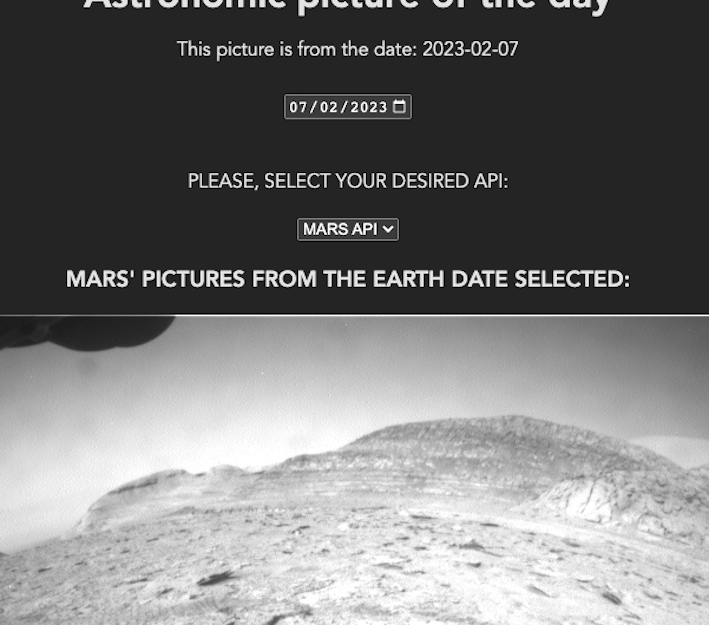 Astronomic picture of the day
This picture is from the date: 2023-02-07
07/02/2023
PLEASE, SELECT YOUR DESIRED API:
MARS API
MARS' PICTURES FROM THE EARTH DATE SELECTED: